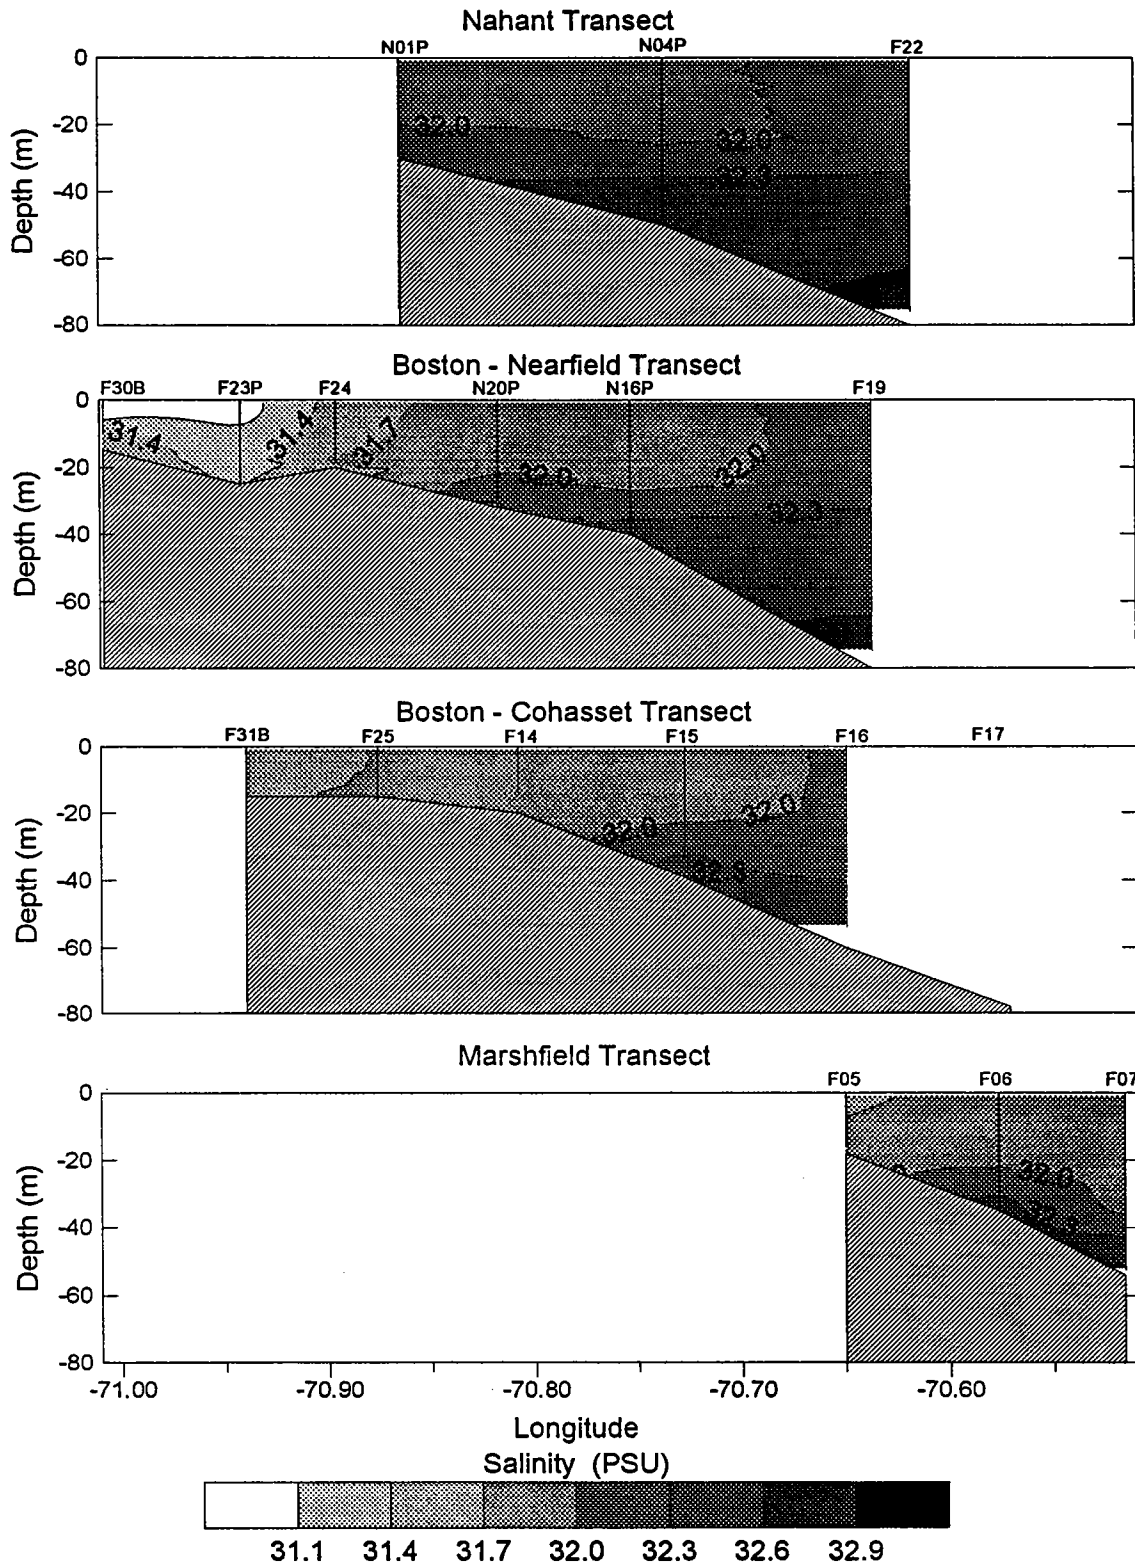 Nahant Transect
N01P N04P F22
0
-20
-40
-60
-80
Depth (m)
32.0
32.0
32.3
Boston - Nearfield Transect
F30B F23P F24 N20P N16P F19
0
-20
-40
-60
-80
Depth (m)
31.4
31.4
31.7
32.0
32.0
32.3
Boston - Cohasset Transect
F31B F25 F14 F15 F16 F17
0
-20
-40
-60
-80
Depth (m)
32.0
32.0
Marshfield Transect
F05 F06 F07
0
-20
-40
-60
-80
Depth (m)
32.0
-71.00 -70.90 -70.80 -70.70 -70.60
Longitude
Salinity (PSU)
31.1 31.4 31.7 32.0 32.3 32.6 32.9